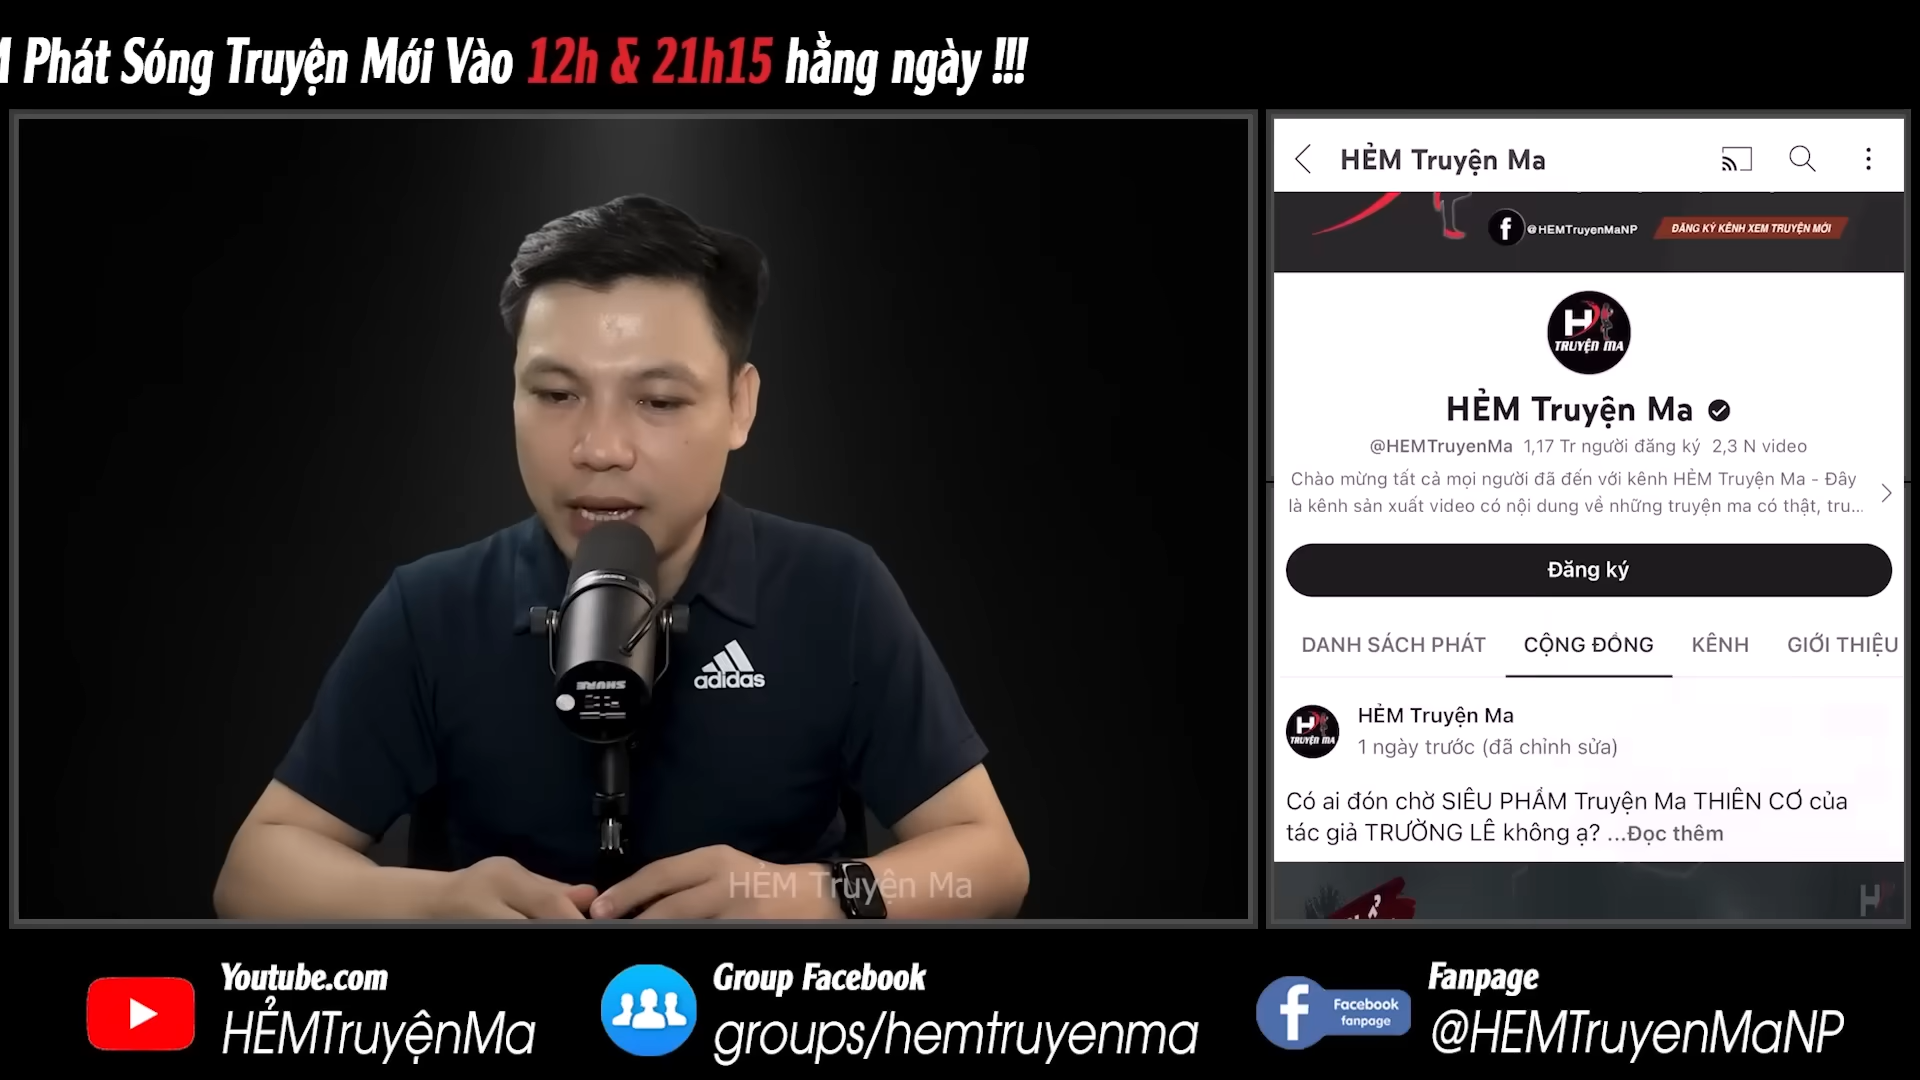 Phát Sóng Truyện Mới Vào 12h & 21h15 hằng ngày !!!
HẺM Truyện Ma
@HEMTruyenMaNP
ĐĂNG KÝ KÊNH XEM TRUYỆN MỚI
H
TRUYỆN MA
HẺM Truyện Ma
@HEMTruyenMa 1,17 Tr người đăng ký 2,3 N video
Chào mừng tất cả mọi người đã đến với kênh HẺM Truyện Ma - Đây
là kênh sản xuất video có nội dung về những truyện ma có thật, tru...
Đăng ký
DANH SÁCH PHÁT CỘNG ĐỒNG KÊNH GIỚI THIỆU
H
TRUYỆN MA
HẺM Truyện Ma
1 ngày trước (đã chỉnh sửa)
Có ai đón chờ SIÊU PHẨM Truyện Ma THIÊN CƠ của
tác giả TRƯỜNG LÊ không ạ? ...Đọc thêm
H
adidas
SHURE
HẺM Truyện Ma
Youtube.com
HẺMTruyệnMa
Group Facebook
groups/hemtruyenma
Facebook
fanpage
Fanpage
@HEMTruyenMaNP